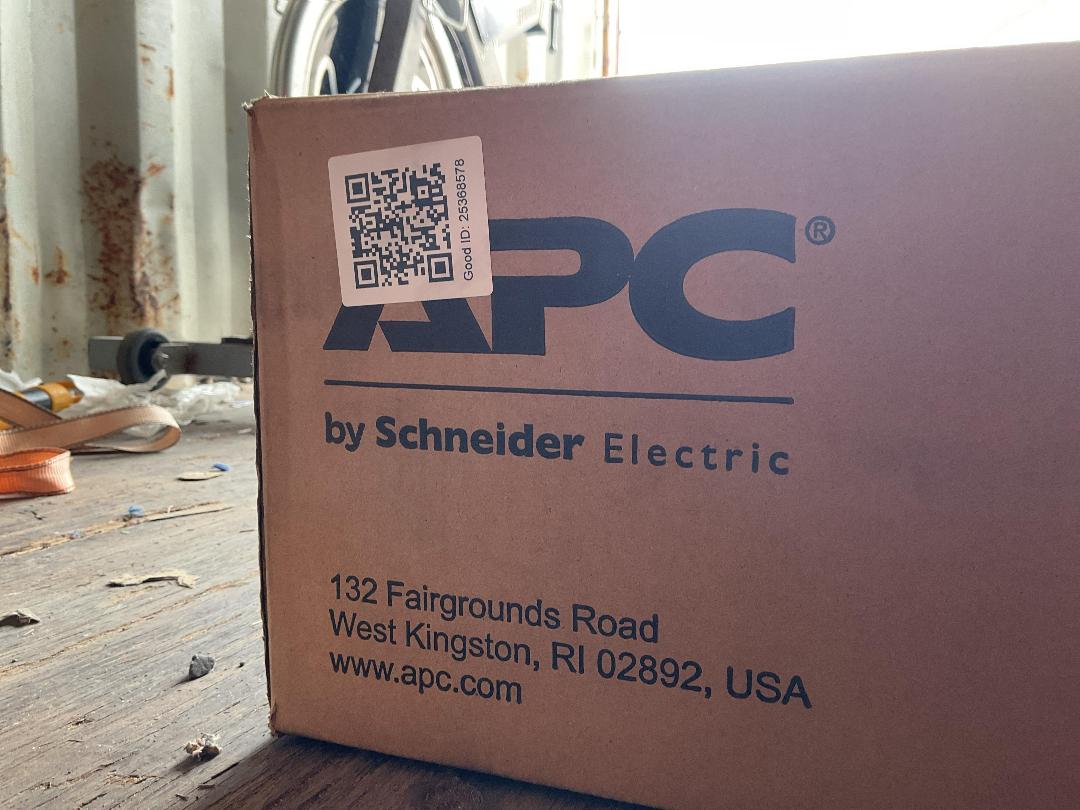 Good ID: 25368578
APC®
by Schneider Electric
132 Fairgrounds Road
West Kingston, RI 02892, USA
www.apc.com